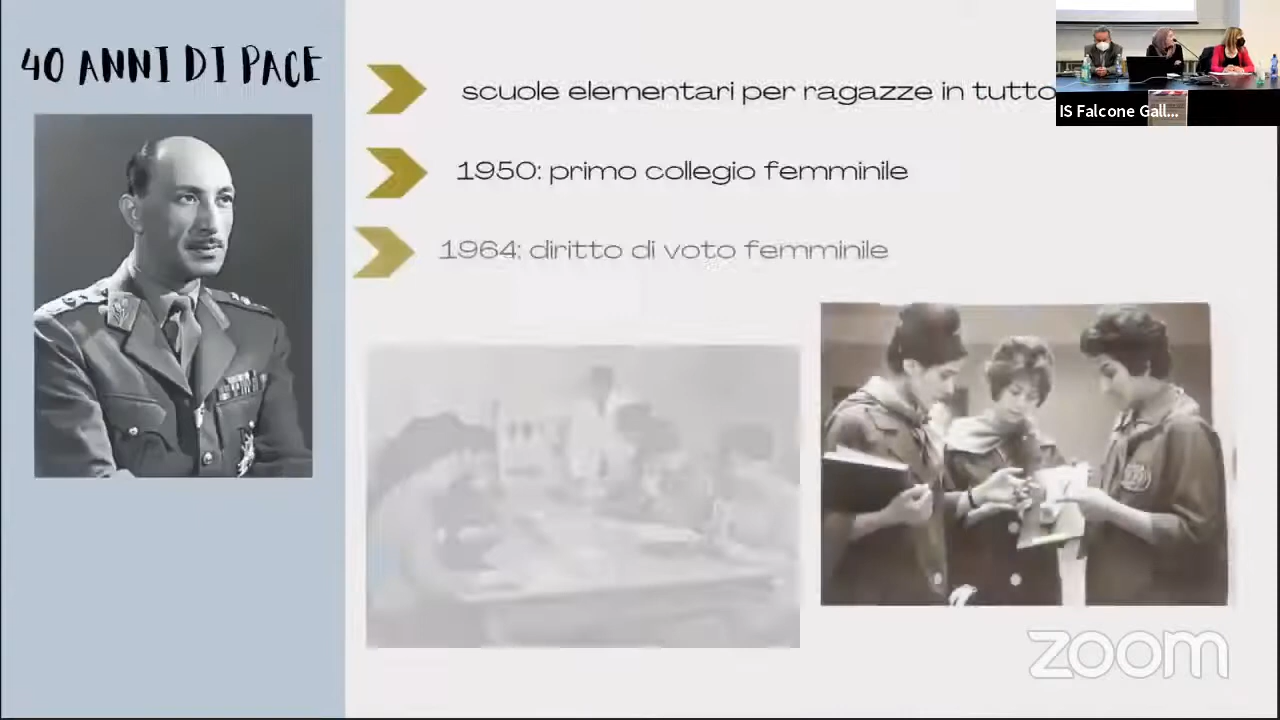 40 ANNI DI PACE
scuole elementari per ragazze in tutto
1950: primo collegio femminile
1964: diritto di voto femminile
IS Falcone Gall...
zoom